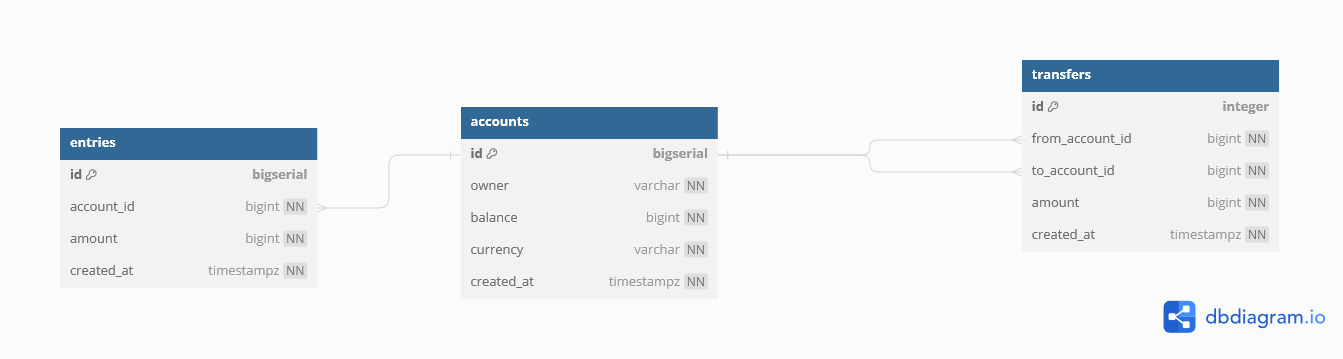 entries
id bigserial
account_id bigint NN
amount bigint NN
created_at timestampz NN
accounts
id bigserial
owner varchar NN
balance bigint NN
currency varchar NN
created_at timestampz NN
transfers
id integer
from_account_id bigint NN
to_account_id bigint NN
amount bigint NN
created_at timestampz NN
dbdiagram.io